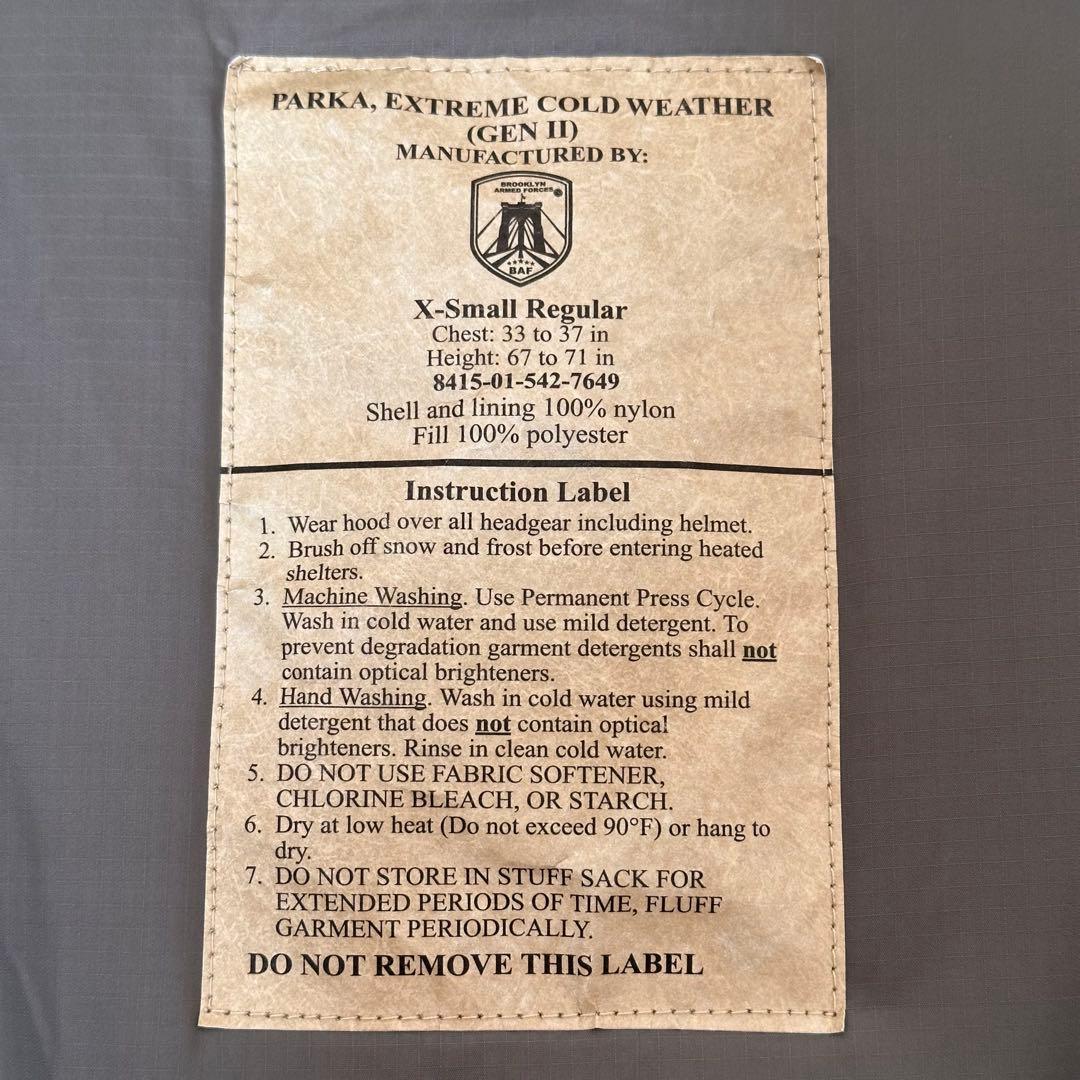 PARKA, EXTREME COLD WEATHER
(GEN II)
MANUFACTURED BY:
BROOKLYN
ARMED FORCES
BAF
X-Small Regular
Chest: 33 to 37 in
Height: 67 to 71 in
8415-01-542-7649
Shell and lining 100% nylon
Fill 100% polyester
Instruction Label
1. Wear hood over all headgear including helmet.
2. Brush off snow and frost before entering heated
shelters.
3. Machine Washing. Use Permanent Press Cycle.
Wash in cold water and use mild detergent. To
prevent degradation garment detergents shall not
contain optical brighteners.
4. Hand Washing. Wash in cold water using mild
detergent that does not contain optical
brighteners. Rinse in clean cold water.
5. DO NOT USE FABRIC SOFTENER,
CHLORINE BLEACH, OR STARCH.
6. Dry at low heat (Do not exceed 90°F) or hang to
dry.
7. DO NOT STORE IN STUFF SACK FOR
EXTENDED PERIODS OF TIME, FLUFF
GARMENT PERIODICALLY.
DO NOT REMOVE THIS LABEL